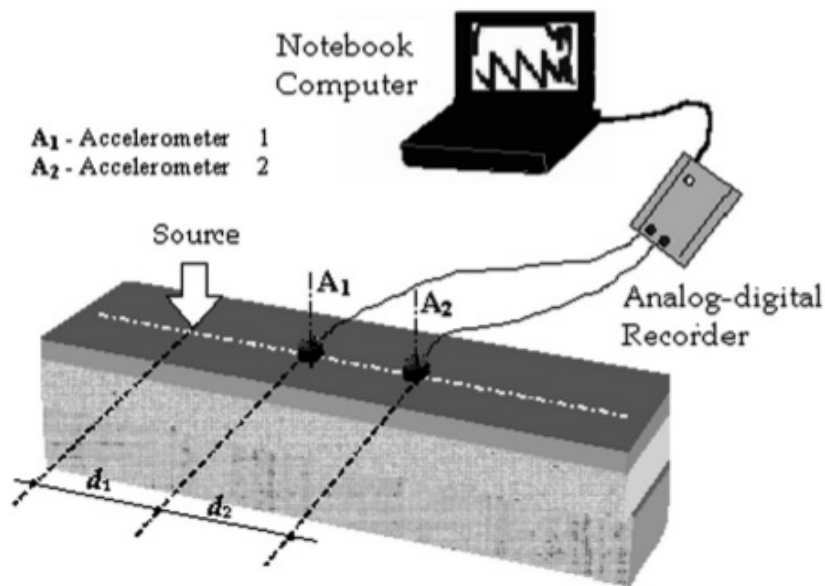 Notebook
Computer
A1 - Accelerometer 1
A2 - Accelerometer 2
Source
A1
A2
Analog-digital
Recorder
d1
d2